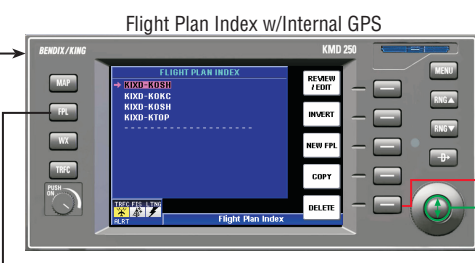 Flight Plan Index w/Internal GPS
BENDIX/KING
KMD 250
FLIGHT PLAN INDEX
KIXD-KOSH
KIXD-KOKC
KIXD-KOSH
KIXD-KTOP
REVIEW
/ EDIT
INVERT
NEW FPL
COPY
DELETE
TRFC FIS LTNG
ALRT
Flight Plan Index
MAP
FPL
WX
TRFC
PUSH
ON
MENU
RNG▲
RNG▼
D